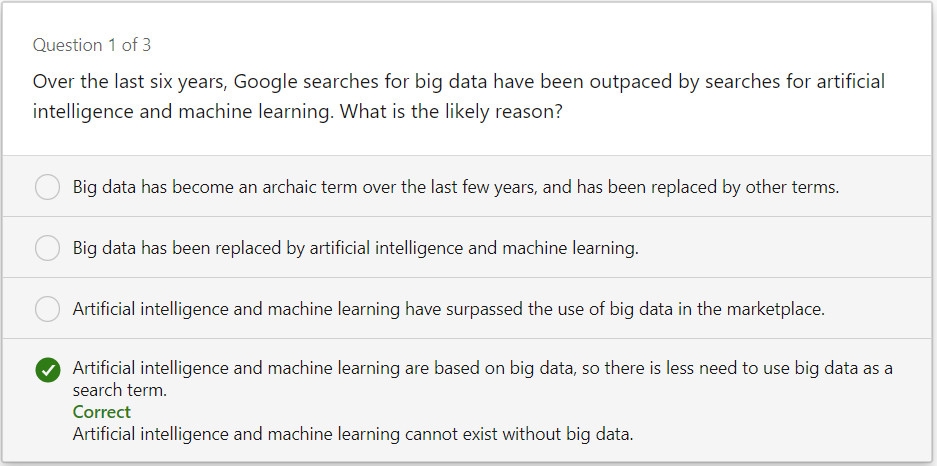 Question 1 of 3
Over the last six years, Google searches for big data have been outpaced by searches for artificial
intelligence and machine learning. What is the likely reason?
Big data has become an archaic term over the last few years, and has been replaced by other terms.
Big data has been replaced by artificial intelligence and machine learning.
Artificial intelligence and machine learning have surpassed the use of big data in the marketplace.
Artificial intelligence and machine learning are based on big data, so there is less need to use big data as a
search term.
Correct
Artificial intelligence and machine learning cannot exist without big data.